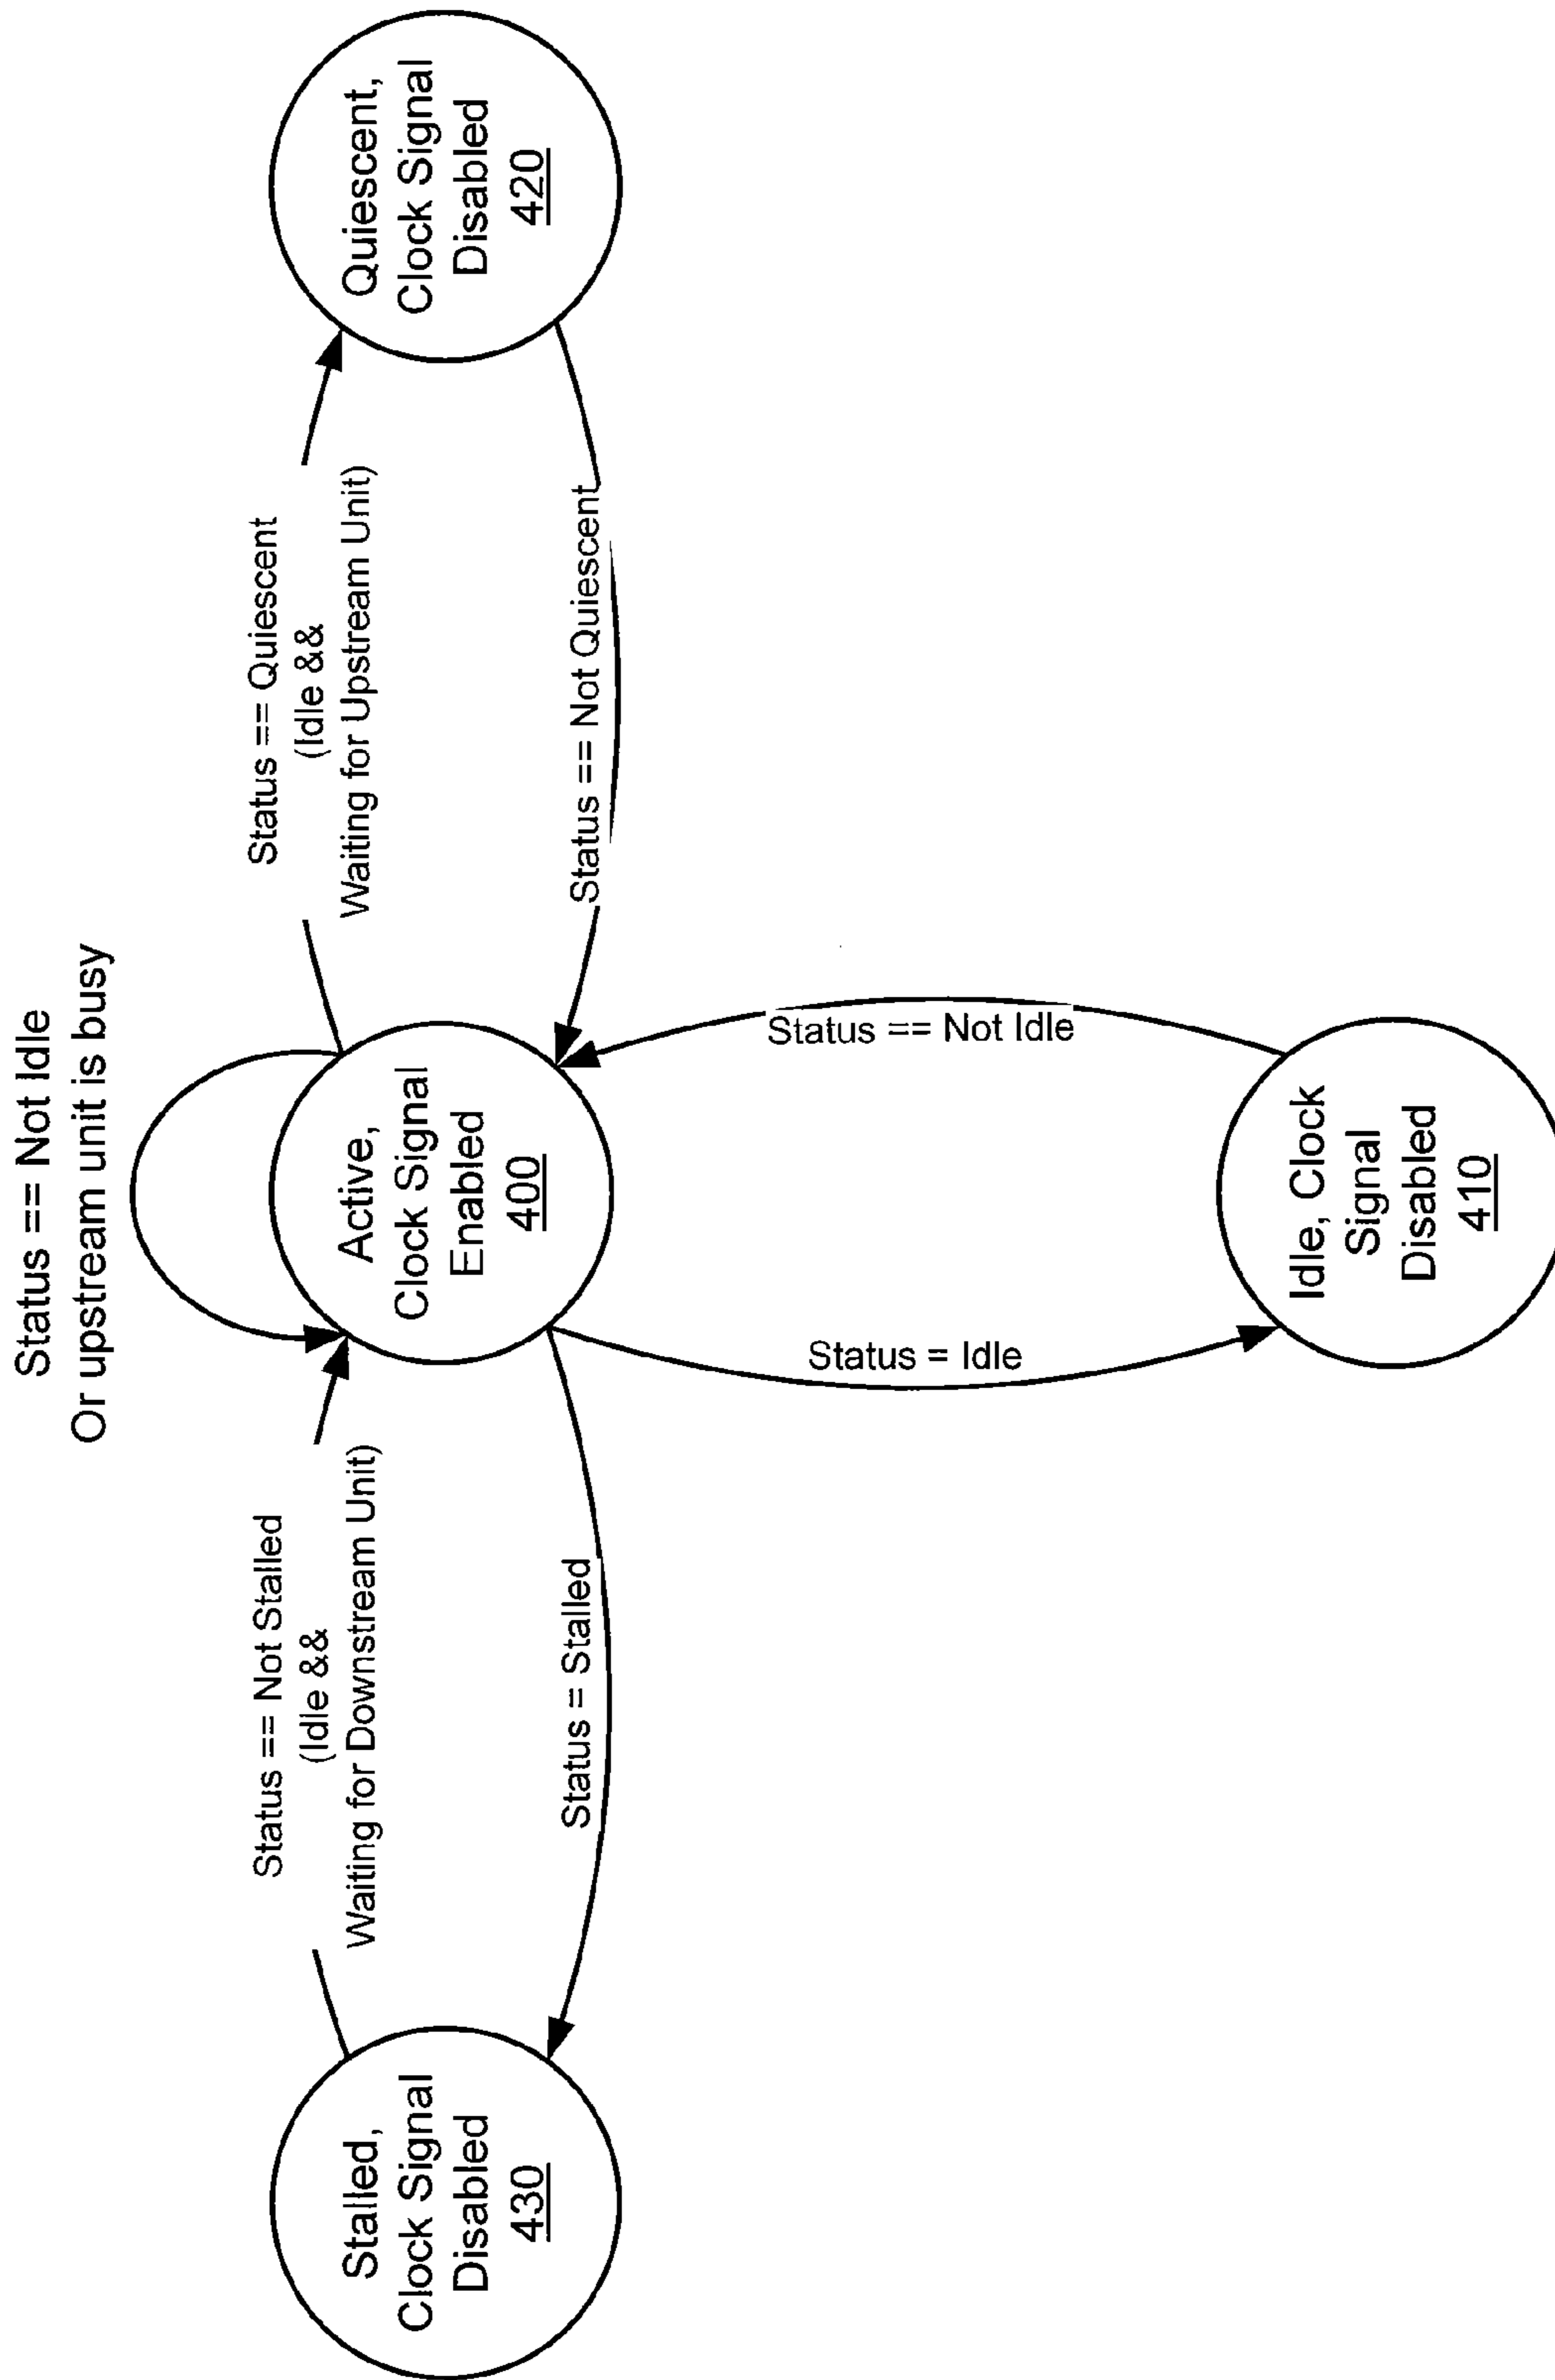 Status == Not Idle
Or upstream unit is busy
Status == Not Stalled
(Idle &&
Waiting for Downstream Unit)
Status == Quiescent
(Idle &&
Waiting for Upstream Unit)
Stalled,
Clock Signal
Disabled
430
Active,
Clock Signal
Enabled
400
Quiescent,
Clock Signal
Disabled
420
Status = Stalled
Status == Not Quiescent
Status = Idle
Status == Not Idle
Idle, Clock
Signal
Disabled
410